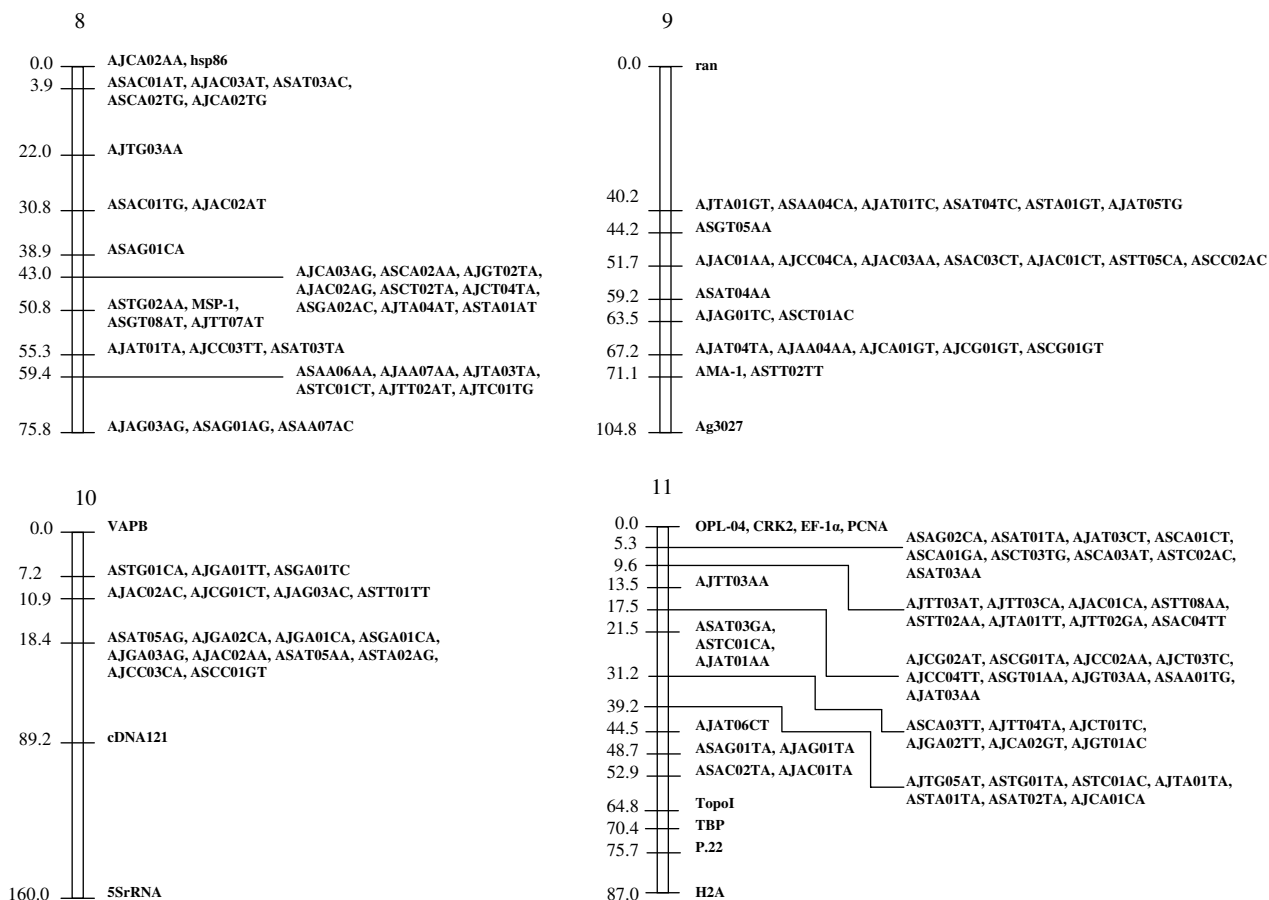 8
0.0 AJCA02AA, hsp86
3.9 ASAC01AT, AJAC03AT, ASAT03AC,
ASCA02TG, AJCA02TG
22.0 AJTG03AA
30.8 ASAC01TG, AJAC02AT
38.9 ASAG01CA
43.0 AJCA03AG, ASCA02AA, AJGT02TA,
AJAC02AG, ASCT02TA, AJCT04TA,
ASGA02AC, AJTA04AT, ASTA01AT
50.8 ASTG02AA, MSP-1,
ASGT08AT, AJTT07AT
55.3 AJAT01TA, AJCC03TT, ASAT03TA
59.4 ASAA06AA, AJAA07AA, AJTA03TA,
ASTC01CT, AJTT02AT, AJTC01TG
75.8 AJAG03AG, ASAG01AG, ASAA07AC
9
0.0 ran
40.2 AJTA01GT, ASAA04CA, AJAT01TC, ASAT04TC, ASTA01GT, AJAT05TG
44.2 ASGT05AA
51.7 AJAC01AA, AJCC04CA, AJAC03AA, ASAC03CT, AJAC01CT, ASTT05CA, ASCC02AC
59.2 ASAT04AA
63.5 AJAG01TC, ASCT01AC
67.2 AJAT04TA, AJAA04AA, AJCA01GT, AJCG01GT, ASCG01GT
71.1 AMA-1, ASTT02TT
104.8 Ag3027
10
0.0 VAPB
7.2 ASTG01CA, AJGA01TT, ASGA01TC
10.9 AJAC02AC, AJCG01CT, AJAG03AC, ASTT01TT
18.4 ASAT05AG, AJGA02CA, AJGA01CA, ASGA01CA,
AJGA03AG, AJAC02AA, ASAT05AA, ASTA02AG,
AJCC03CA, ASCC01GT
89.2 cDNA121
160.0 5SrRNA
11
0.0 OPL-04, CRK2, EF-1α, PCNA
5.3 ASAG02CA, ASAT01TA, AJAT03CT, ASCA01CT,
ASCA01GA, ASCT03TG, ASCA03AT, ASTC02AC,
ASAT03AA
9.6 AJTT03AT, AJTT03CA, AJAC01CA, ASTT08AA,
ASTT02AA, AJTA01TT, AJTT02GA, ASAC04TT
13.5 AJTT03AA
17.5 AJCG02AT, ASCG01TA, AJCC02AA, AJCT03TC,
AJCC04TT, ASGT01AA, AJGT03AA, ASAA01TG,
AJAT03AA
21.5 ASAT03GA,
ASTC01CA,
AJAT01AA
31.2 ASCA03TT, AJTT04TA, AJCT01TC,
AJGA02TT, AJCA02GT, AJGT01AC
39.2 AJTG05AT, ASTG01TA, ASTC01AC, AJTA01TA,
ASTA01TA, ASAT02TA, AJCA01CA
44.5 AJAT06CT
48.7 ASAG01TA, AJAG01TA
52.9 ASAC02TA, AJAC01TA
64.8 TopoI
70.4 TBP
75.7 P.22
87.0 H2A